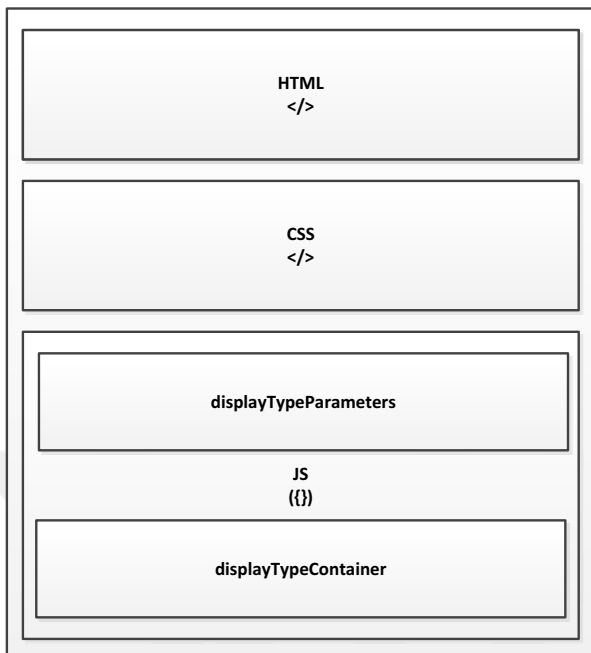 HTML
</>
CSS
</>
displayTypeParameters
JS
({})
displayTypeContainer